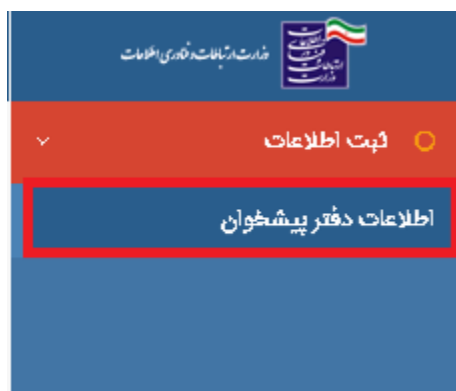 وزارت ارتباطات و فناوری اطلاعات
ثبت اطلاعات
اطلاعات دفتر پیشخوان